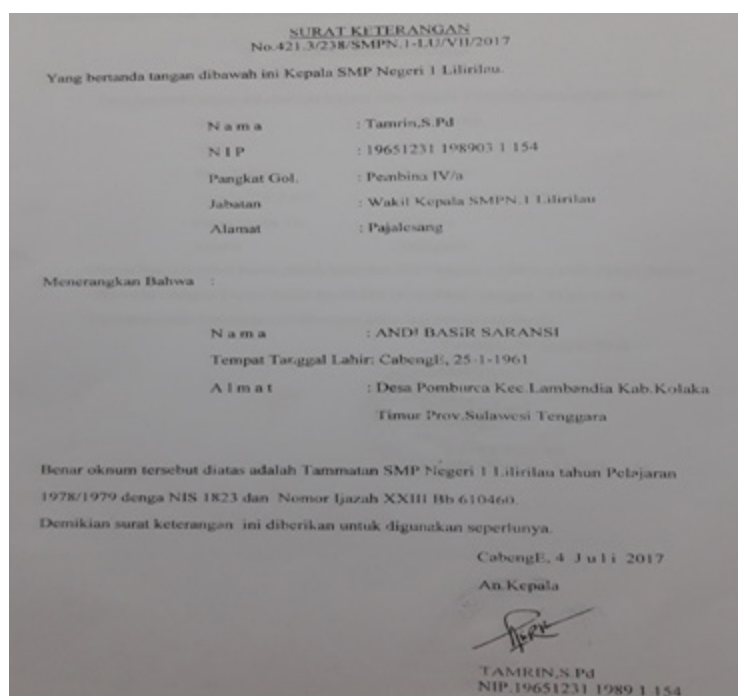 SURAT KETERANGAN
No.421.3/238/SMPN.1-LU/VII/2017
Yang bertanda tangan dibawah ini Kepala SMP Negeri 1 Lilirilau.
N a m a : Tamrin,S.Pd
N I P : 19651231 198903 1 154
Pangkat Gol. : Pembina IV/a
Jabatan : Wakil Kepala SMPN.1 Lilirilau
Alamat : Pajalesang
Menerangkan Bahwa :
N a m a : ANDI BASIR SARANSI
Tempat Tanggal Lahir: CabengE, 25-1-1961
A l m a t : Desa Pomburea Kec.Lambandia Kab.Kolaka
Timur Prov.Sulawesi Tenggara
Benar oknum tersebut diatas adalah Tammatan SMP Negeri 1 Lilirilau tahun Pelajaran
1978/1979 denga NIS 1823 dan Nomor Ijazah XXIII Bb 610460.
Demikian surat keterangan ini diberikan untuk digunakan seperlunya.
CabengE, 4 J u l i 2017
An.Kepala
TAMRIN,S.Pd
NIP.19651231 1989 1 154